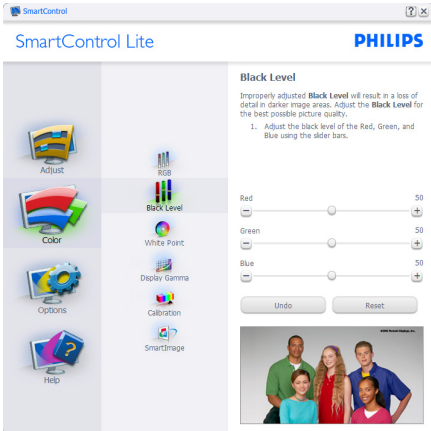 SmartControl
SmartControl Lite
PHILIPS
Adjust
Color
Options
Help
RGB
Black Level
White Point
Display Gamma
Calibration
SmartImage
Black Level
Improperly adjusted Black Level will result in a loss of
detail in darker image areas. Adjust the Black Level for
the best possible picture quality.
1. Adjust the black level of the Red, Green, and
Blue using the slider bars.
Red 50
Green 50
Blue 50
Undo Reset